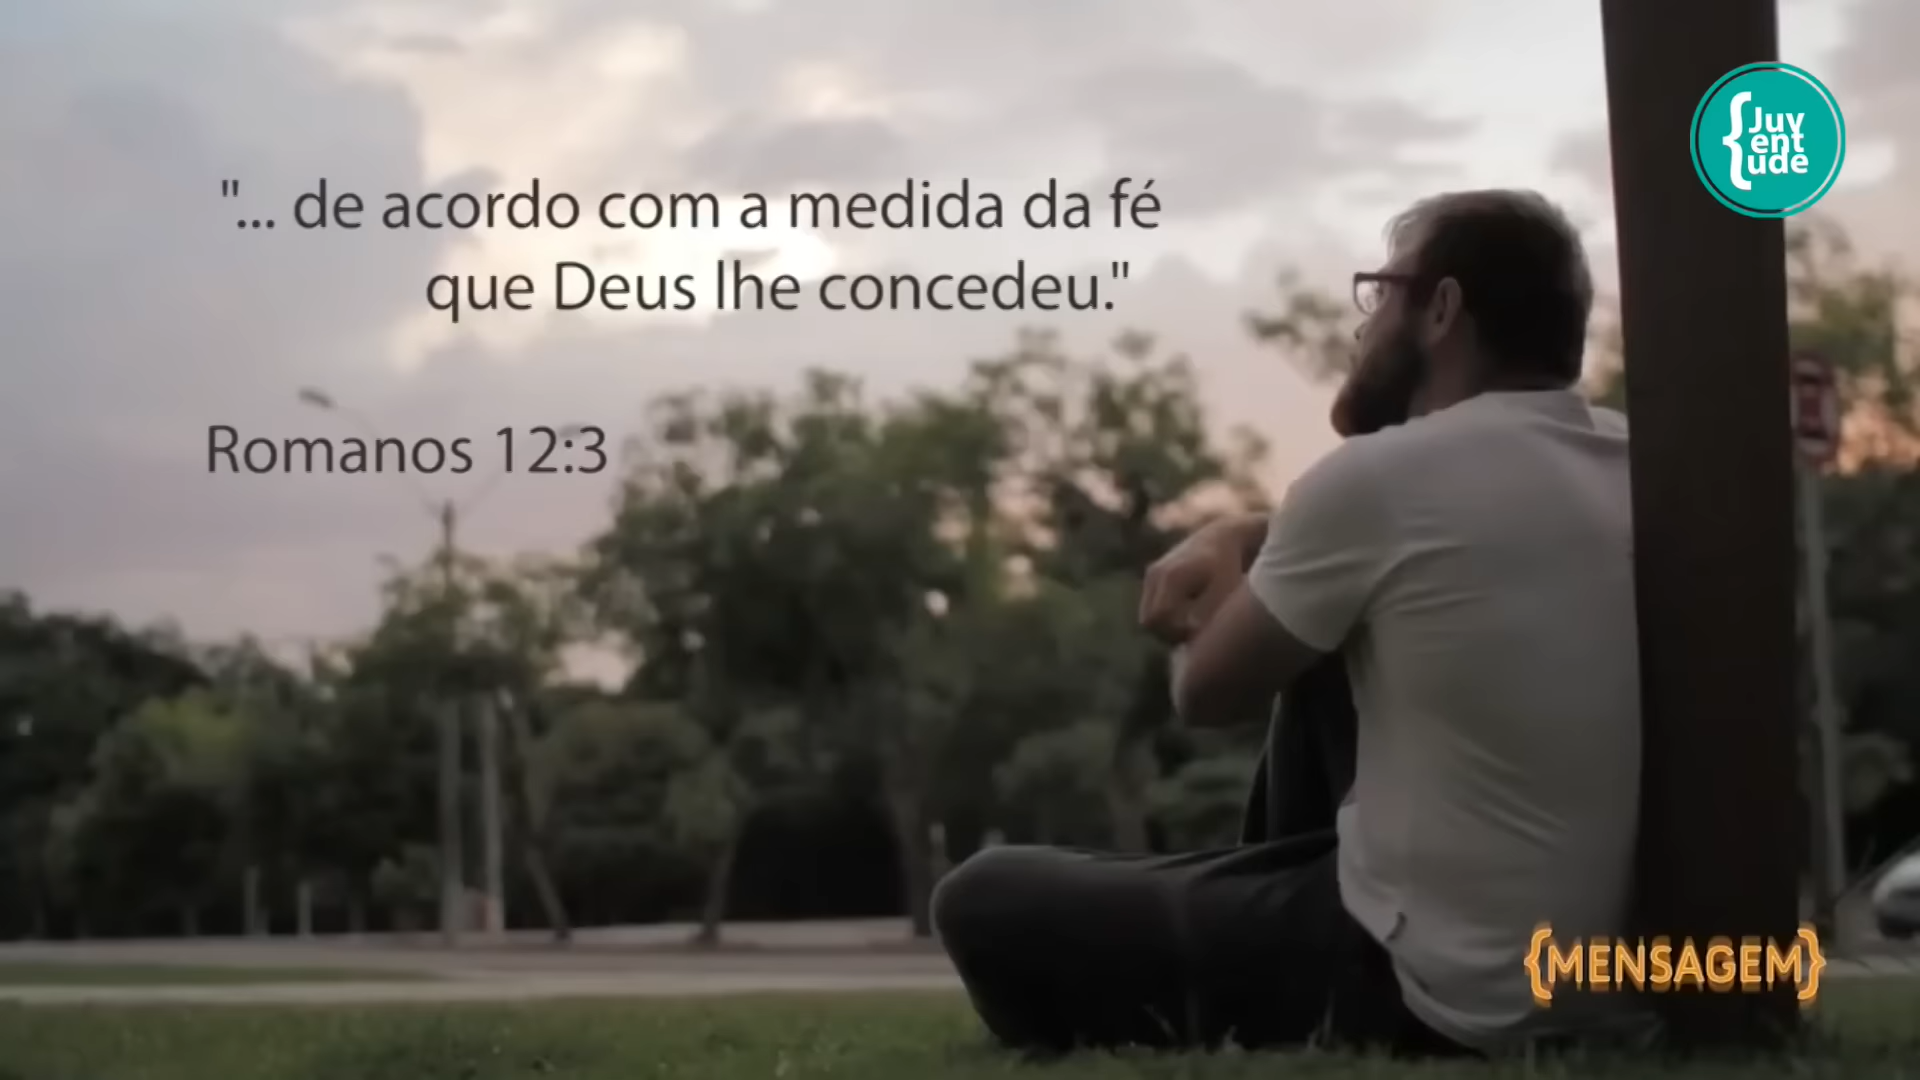 "... de acordo com a medida da fé
que Deus lhe concedeu."
Romanos 12:3
{Juv
ent
ude
{MENSAGEM}